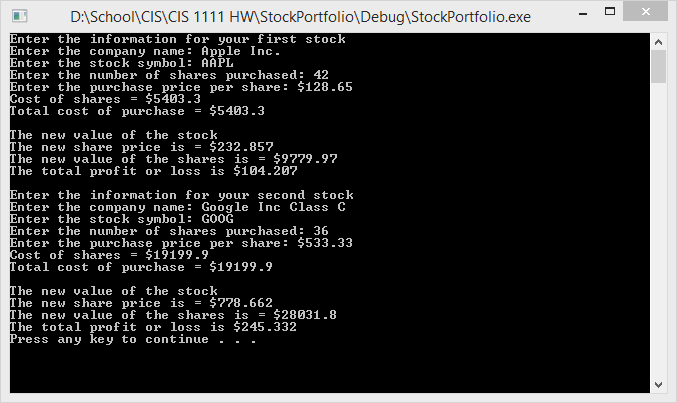 D:\School\CIS\CIS 1111 HW\StockPortfolio\Debug\StockPortfolio.exe
Enter the information for your first stock
Enter the company name: Apple Inc.
Enter the stock symbol: AAPL
Enter the number of shares purchased: 42
Enter the purchase price per share: $128.65
Cost of shares = $5403.3
Total cost of purchase = $5403.3
The new value of the stock
The new share price is = $232.857
The new value of the shares is = $9779.97
The total profit or loss is $104.207
Enter the information for your second stock
Enter the company name: Google Inc Class C
Enter the stock symbol: GOOG
Enter the number of shares purchased: 36
Enter the purchase price per share: $533.33
Cost of shares = $19199.9
Total cost of purchase = $19199.9
The new value of the stock
The new share price is = $778.662
The new value of the shares is = $28031.8
The total profit or loss is $245.332
Press any key to continue . . .